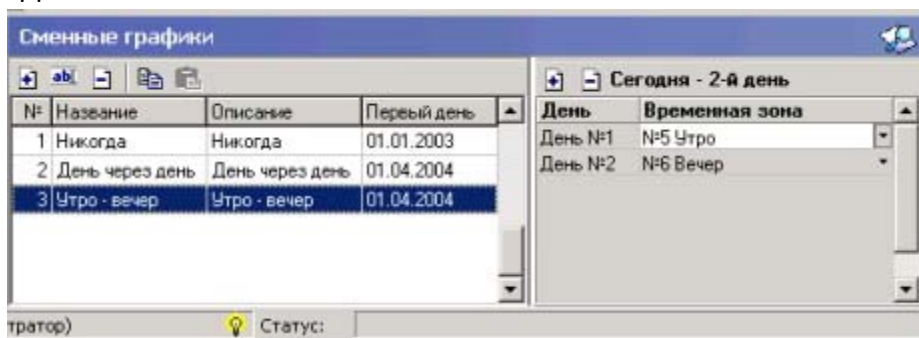 Сменные графики
Сегодня - 2-й день
№ Название Описание Первый день
День Временная зона
1 Никогда Никогда 01.01.2003
День №1 №5 Утро
2 День через день День через день 01.04.2004
День №2 №6 Вечер
3 Утро - вечер Утро - вечер 01.04.2004
тратор) Статус: